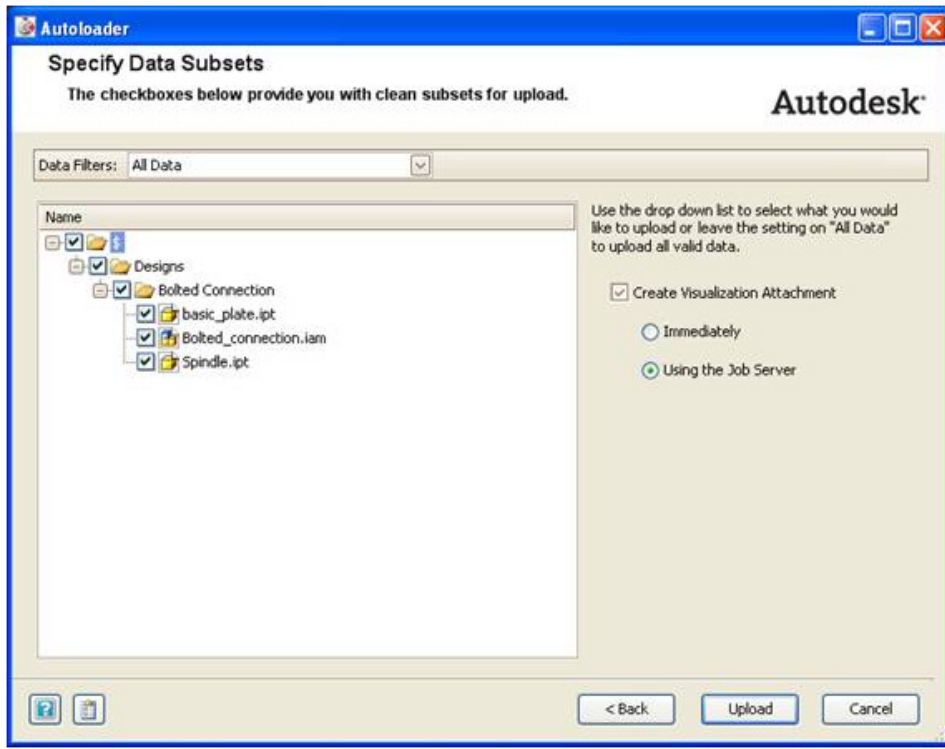 Autoloader
Specify Data Subsets
The checkboxes below provide you with clean subsets for upload.
Autodesk
Data Filters: All Data
Name
$
Designs
Bolted Connection
basic_plate.ipt
Bolted_connection.iam
Spindle.ipt
Use the drop down list to select what you would
like to upload or leave the setting on "All Data"
to upload all valid data.
Create Visualization Attachment
Immediately
Using the Job Server
< Back
Upload
Cancel